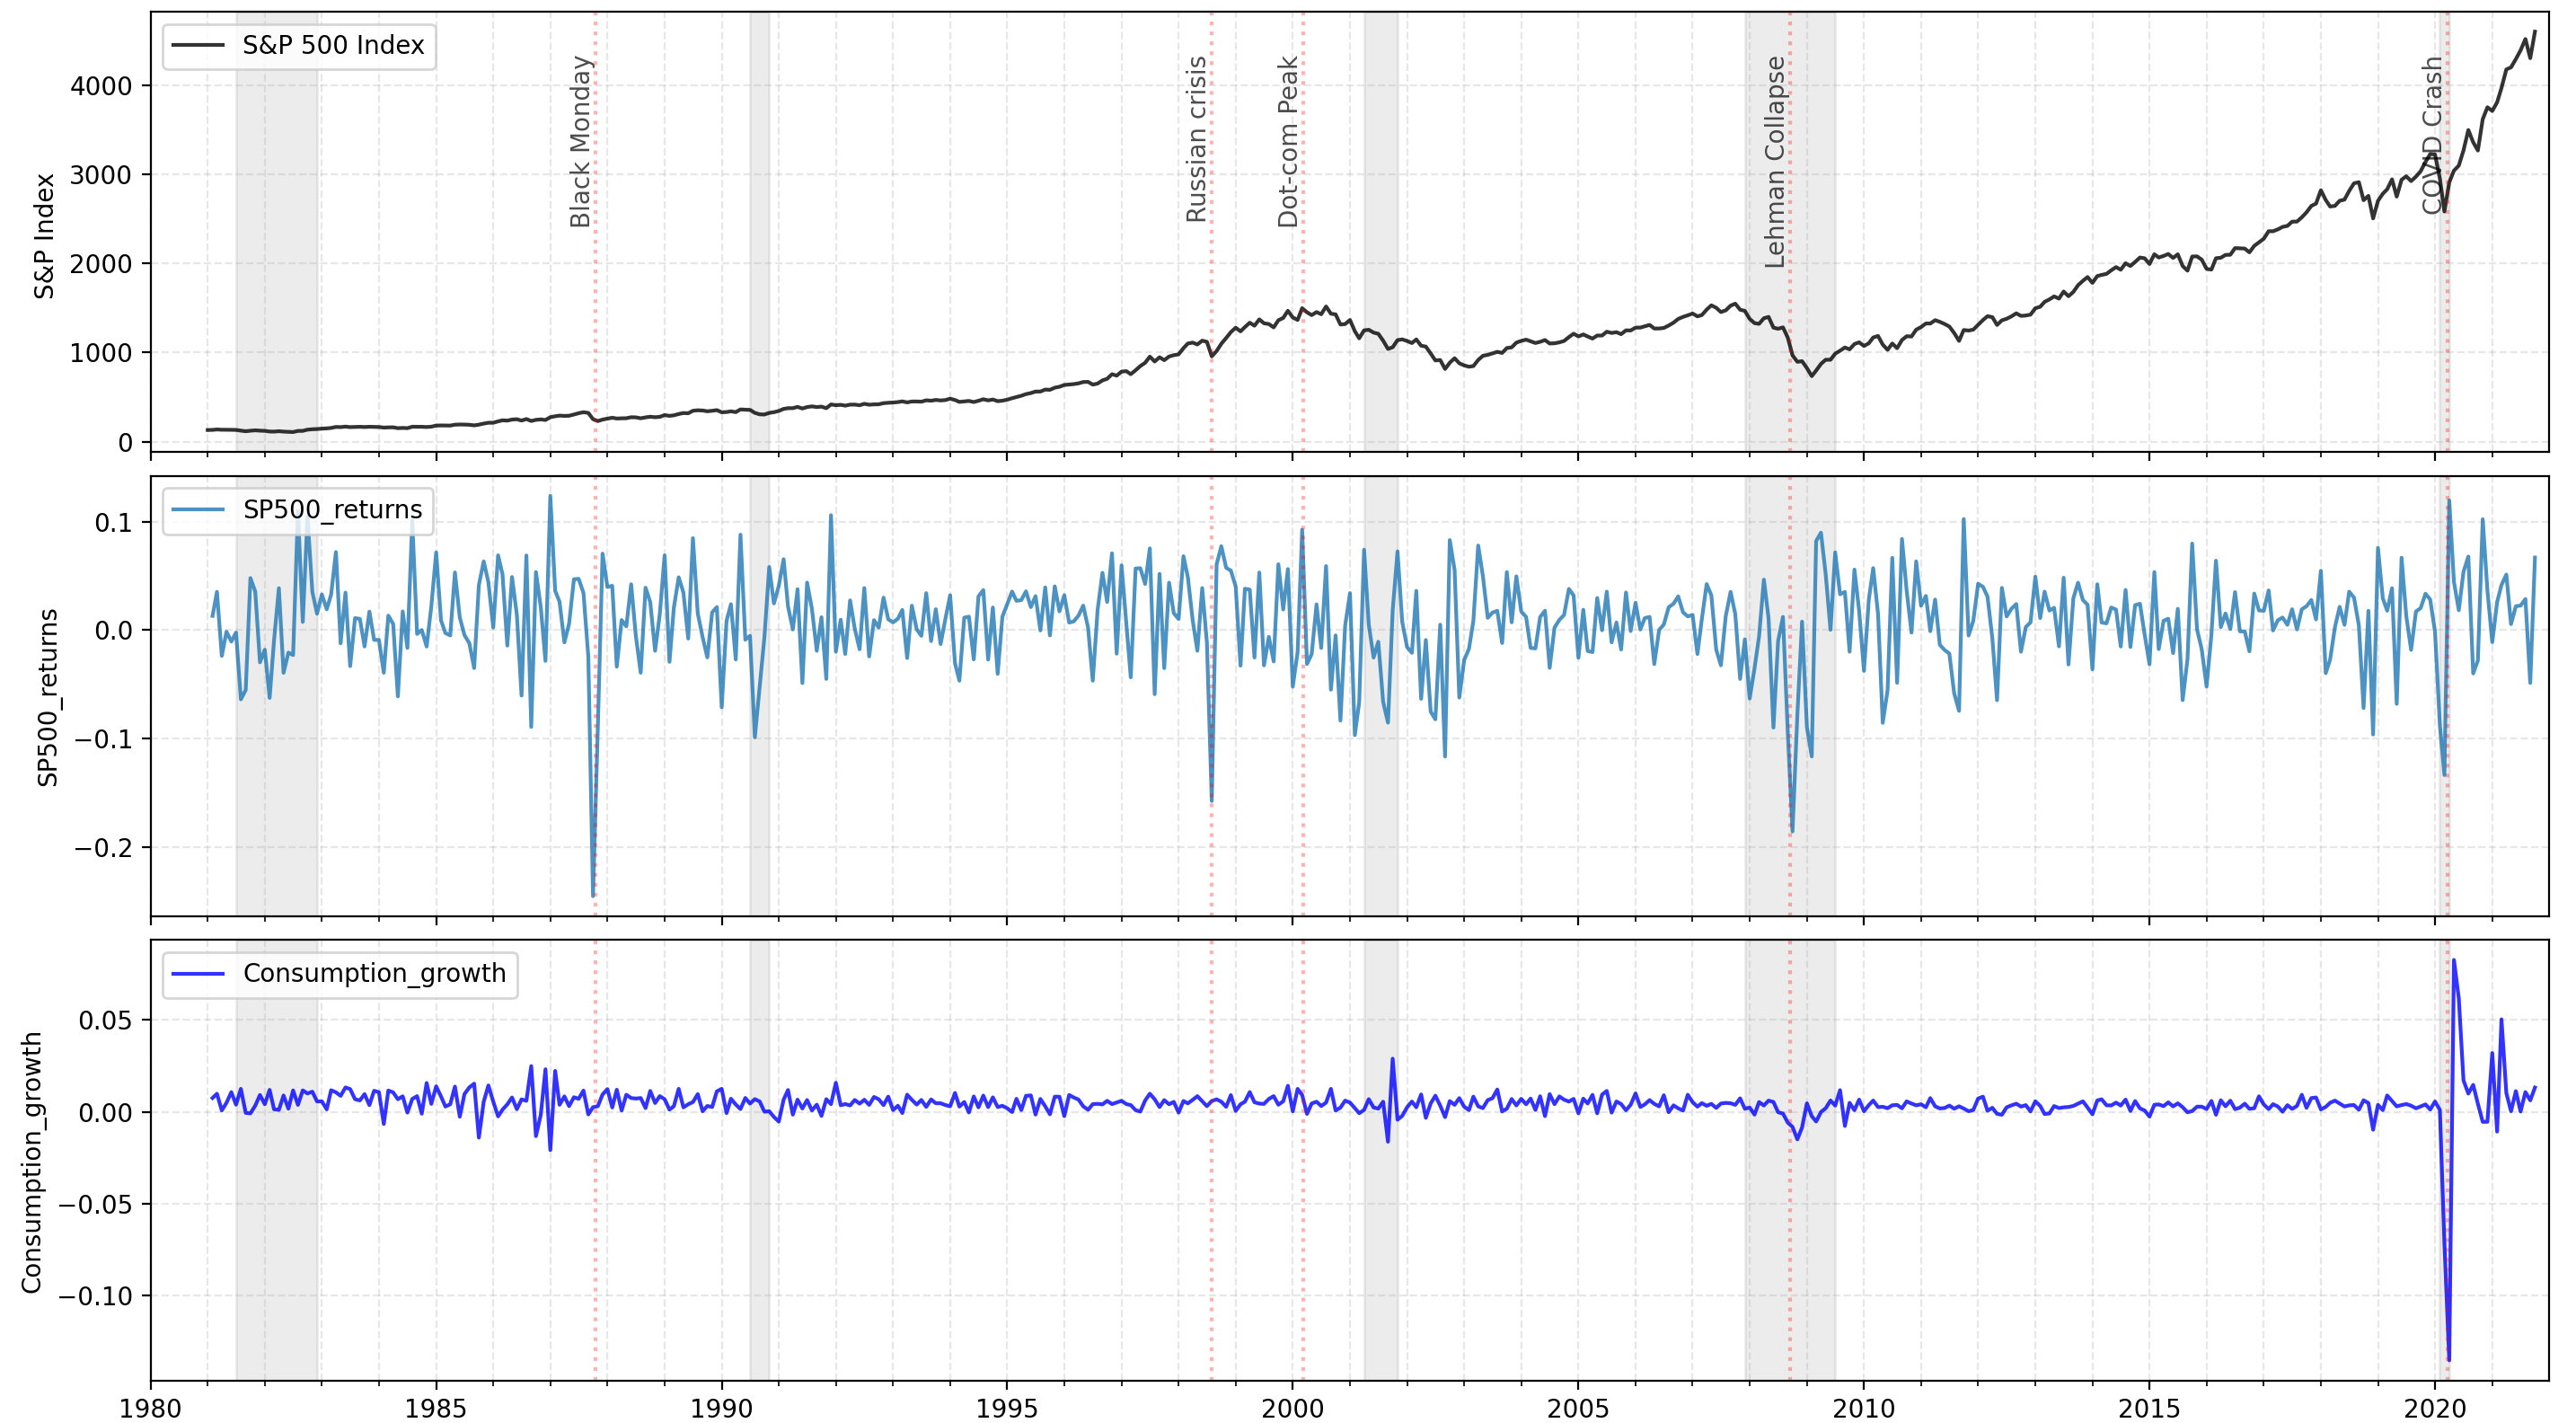 S&P 500 Index
S&P Index
4000
3000
2000
1000
0
Black Monday
Russian crisis
Dot-com Peak
Lehman Collapse
COVID Crash
SP500_returns
SP500_returns
0.1
0.0
−0.1
−0.2
Consumption_growth
Consumption_growth
0.05
0.00
−0.05
−0.10
1980 1985 1990 1995 2000 2005 2010 2015 2020